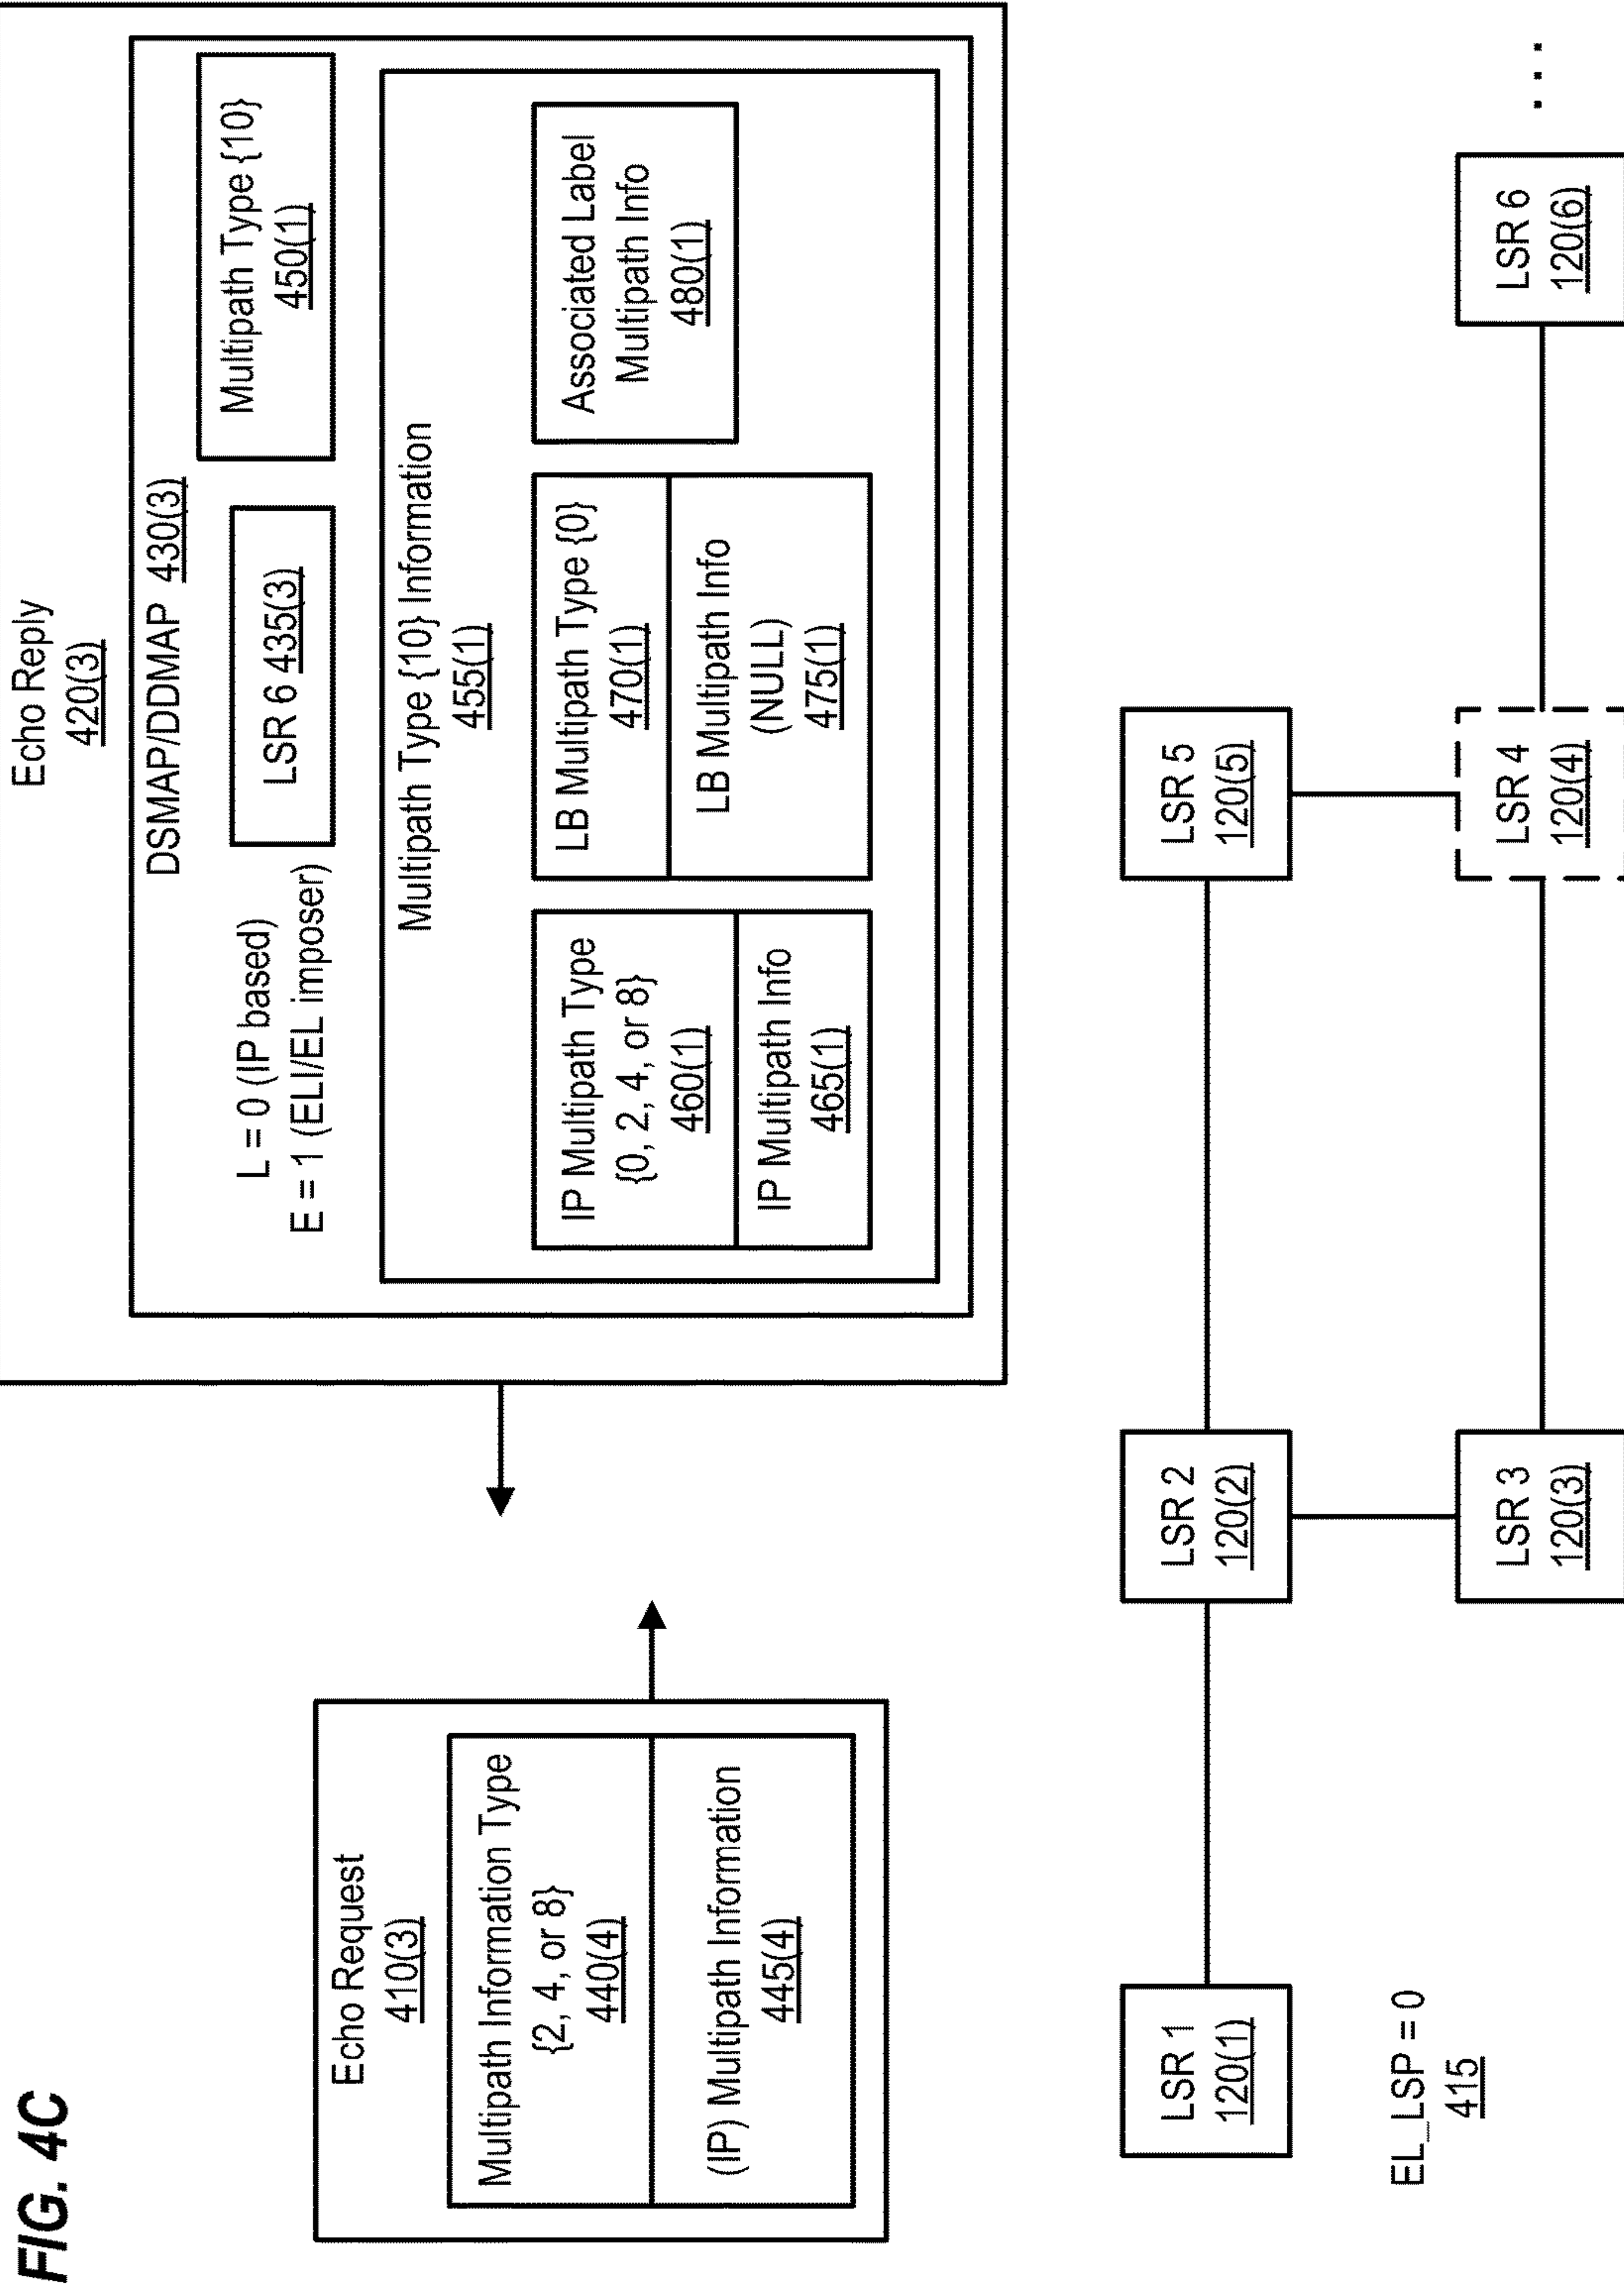 FIG. 4C
Echo Request
410(3)
Multipath Information Type
{2, 4, or 8}
440(4)
(IP) Multipath Information
445(4)
Echo Reply
420(3)
DSMAP/DDMAP 430(3)
L = 0 (IP based)
E = 1 (ELI/EL imposer)
LSR 6 435(3)
Multipath Type {10}
450(1)
Multipath Type {10} Information
455(1)
IP Multipath Type
{0, 2, 4, or 8}
460(1)
IP Multipath Info
465(1)
LB Multipath Type {0}
470(1)
LB Multipath Info
(NULL)
475(1)
Associated Label
Multipath Info
480(1)
LSR 1
120(1)
LSR 2
120(2)
LSR 5
120(5)
EL_LSP = 0
415
LSR 3
120(3)
LSR 4
120(4)
LSR 6
120(6)
. . .